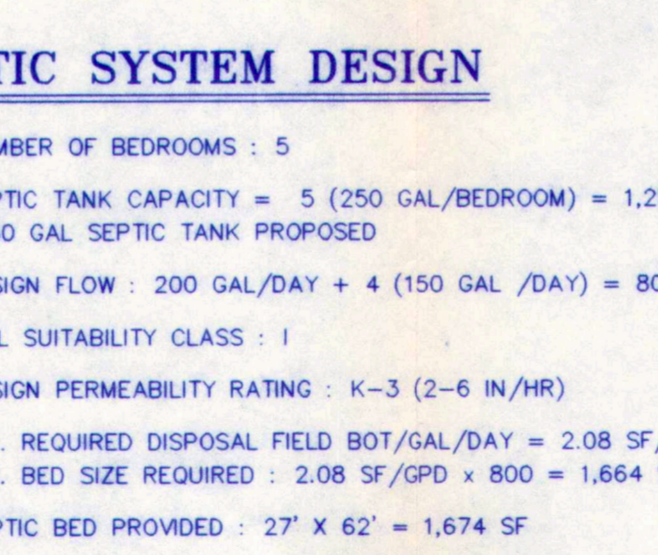 TIC SYSTEM DESIGN
MBER OF BEDROOMS : 5
PTIC TANK CAPACITY = 5 (250 GAL/BEDROOM) = 1,2
0 GAL SEPTIC TANK PROPOSED
SIGN FLOW : 200 GAL/DAY + 4 (150 GAL /DAY) = 80
L SUITABILITY CLASS : I
SIGN PERMEABILITY RATING : K-3 (2-6 IN/HR)
. REQUIRED DISPOSAL FIELD BOT/GAL/DAY = 2.08 SF/
. BED SIZE REQUIRED : 2.08 SF/GPD x 800 = 1,664
PTIC BED PROVIDED : 27' X 62' = 1,674 SF